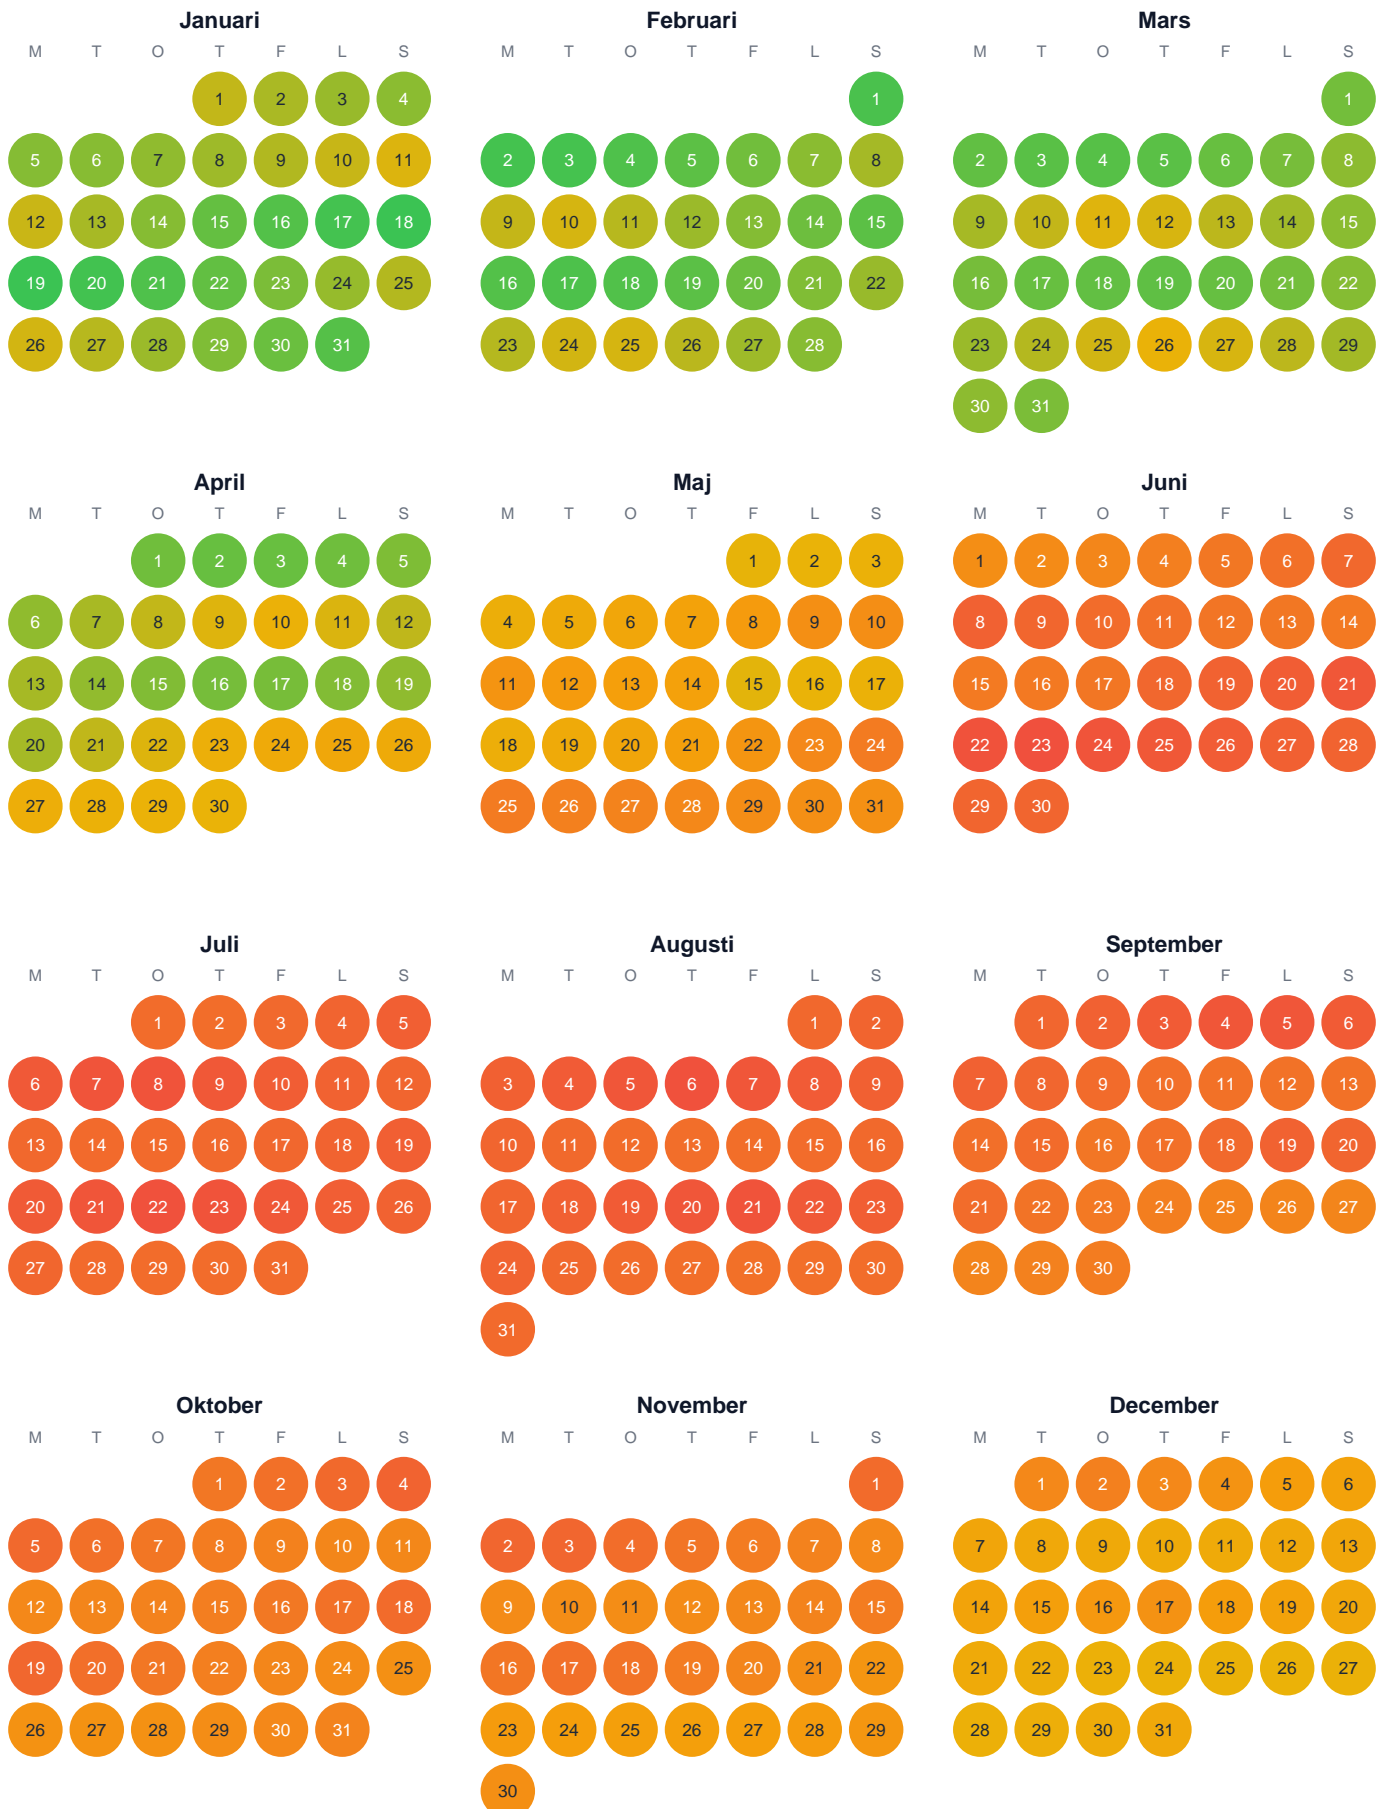 Januari Februari Mars
M T O T F L S M T O T F L S M T O T F L S
1 2 3 4 1 1
5 6 7 8 9 10 11 2 3 4 5 6 7 8 2 3 4 5 6 7 8
12 13 14 15 16 17 18 9 10 11 12 13 14 15 9 10 11 12 13 14 15
19 20 21 22 23 24 25 16 17 18 19 20 21 22 16 17 18 19 20 21 22
26 27 28 29 30 31 23 24 25 26 27 28 23 24 25 26 27 28 29
30 31
April Maj Juni
M T O T F L S M T O T F L S M T O T F L S
1 2 3 4 5 1 2 3 1 2 3 4 5 6 7
6 7 8 9 10 11 12 4 5 6 7 8 9 10 8 9 10 11 12 13 14
13 14 15 16 17 18 19 11 12 13 14 15 16 17 15 16 17 18 19 20 21
20 21 22 23 24 25 26 18 19 20 21 22 23 24 22 23 24 25 26 27 28
27 28 29 30 25 26 27 28 29 30 31 29 30
Juli Augusti September
M T O T F L S M T O T F L S M T O T F L S
1 2 3 4 5 1 2 1 2 3 4 5 6
6 7 8 9 10 11 12 3 4 5 6 7 8 9 7 8 9 10 11 12 13
13 14 15 16 17 18 19 10 11 12 13 14 15 16 14 15 16 17 18 19 20
20 21 22 23 24 25 26 17 18 19 20 21 22 23 21 22 23 24 25 26 27
27 28 29 30 31 24 25 26 27 28 29 30 28 29 30
31
Oktober November December
M T O T F L S M T O T F L S M T O T F L S
1 2 3 4 1 1 2 3 4 5 6
5 6 7 8 9 10 11 2 3 4 5 6 7 8 7 8 9 10 11 12 13
12 13 14 15 16 17 18 9 10 11 12 13 14 15 14 15 16 17 18 19 20
19 20 21 22 23 24 25 16 17 18 19 20 21 22 21 22 23 24 25 26 27
26 27 28 29 30 31 23 24 25 26 27 28 29 28 29 30 31
30